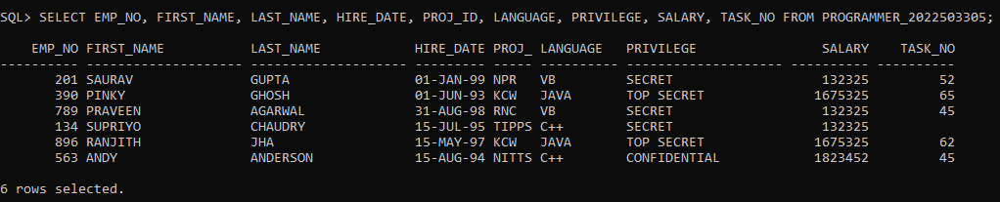 SQL> SELECT EMP_NO, FIRST_NAME, LAST_NAME, HIRE_DATE, PROJ_ID, LANGUAGE, PRIVILEGE, SALARY, TASK_NO FROM PROGRAMMER_2022503305;
EMP_NO FIRST_NAME LAST_NAME HIRE_DATE PROJ_ LANGUAGE PRIVILEGE SALARY TASK_NO
---------- -------------------- -------------------- --------- ----- ---------- -------------------- ---------- ----------
201 SAURAV GUPTA 01-JAN-99 NPR VB SECRET 132325 52
390 PINKY GHOSH 01-JUN-93 KCW JAVA TOP SECRET 1675325 65
789 PRAVEEN AGARWAL 31-AUG-98 RNC VB SECRET 132325 45
134 SUPRIYO CHAUDRY 15-JUL-95 TIPPS C++ SECRET 132325
896 RANJITH JHA 15-MAY-97 KCW JAVA TOP SECRET 1675325 62
563 ANDY ANDERSON 15-AUG-94 NITTS C++ CONFIDENTIAL 1823452 45
6 rows selected.